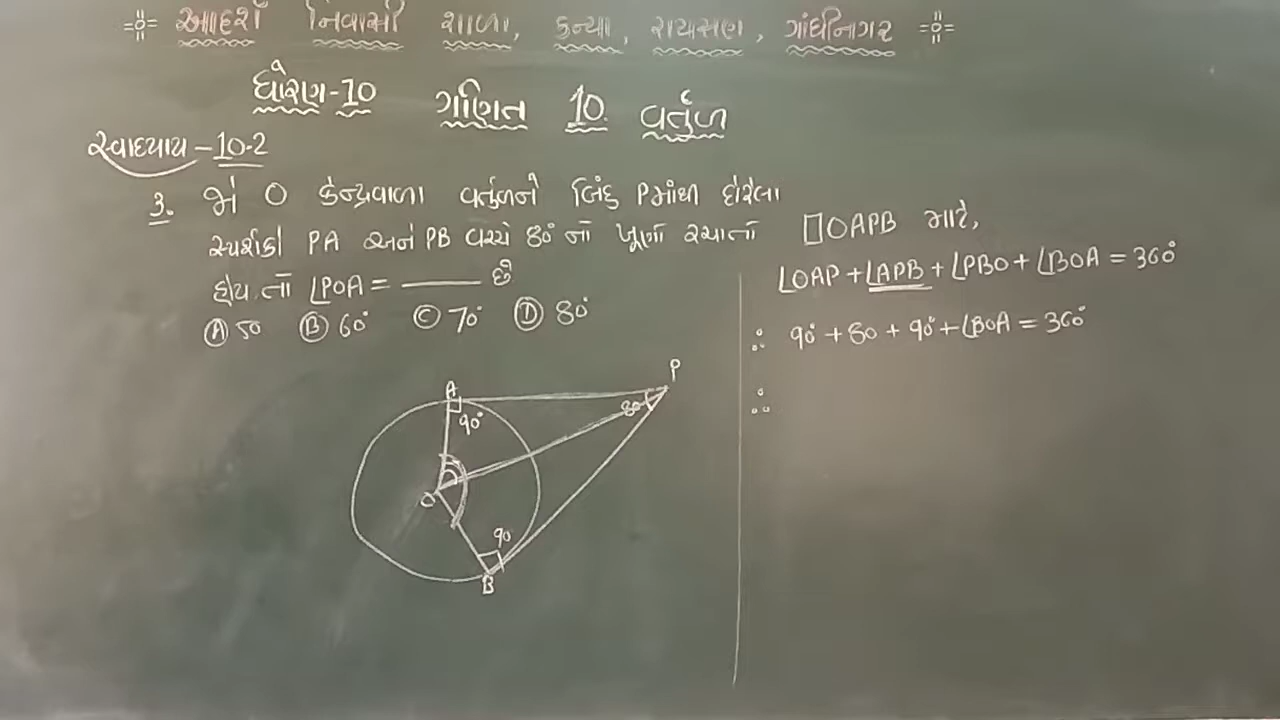 આદર્શ નિવાસી શાળા, કન્યા, રાયસણ, ગાંધીનગર
ધોરણ-10 ગણિત 10. વર્તુળ
સ્વાધ્યાય - 10.2
3. જો O કેન્દ્રવાળા વર્તુળને બિંદુ P માંથી દોરેલા
સ્પર્શકો PA અને PB વચ્ચે 80° નો ખૂણો રચાતો
હોય તો ∠POA = ______ છે
(A) 50 (B) 60° (C) 70° (D) 80°
A
90°
P
80
O
90
B
□OAPB માટે,
∠OAP + ∠APB + ∠PBO + ∠BOA = 360°
∴ 90° + 80 + 90° + ∠BOA = 360°
∴